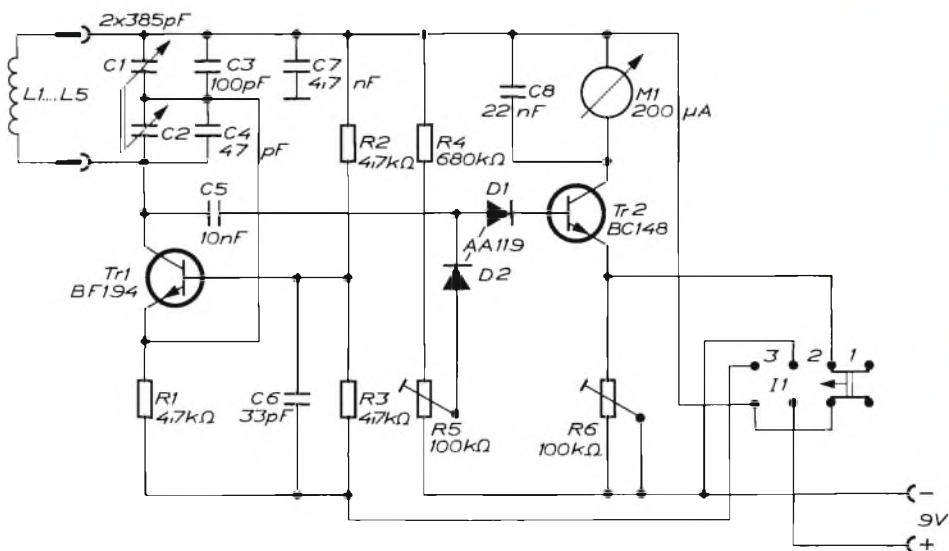 2x385pF
C1
C3
100pF
C7
4,7 nF
L1...L5
C2
C4
47 pF
R2
4,7kΩ
R4
680kΩ
C8
22 nF
M1
200 µA
C5
10nF
D1
AA119
D2
Tr2
BC148
Tr1
BF194
3 2 1
I1
R1
4,7kΩ
C6
33pF
R3
4,7kΩ
R5
100kΩ
R6
100kΩ
−
9V
+